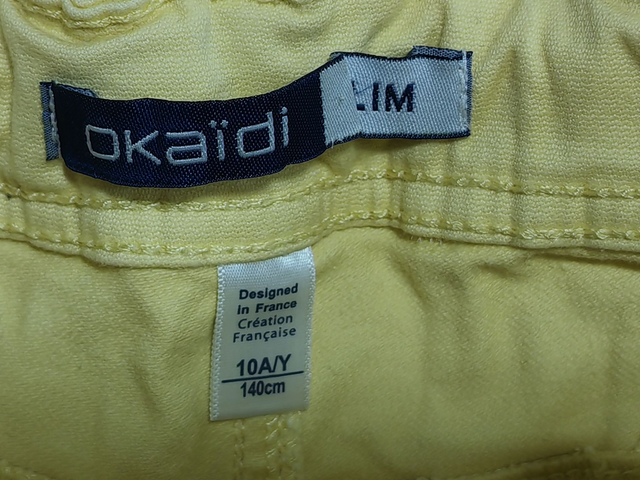 oKaïdi
LIM
Designed
in France
Création
Française
10A/Y
140cm